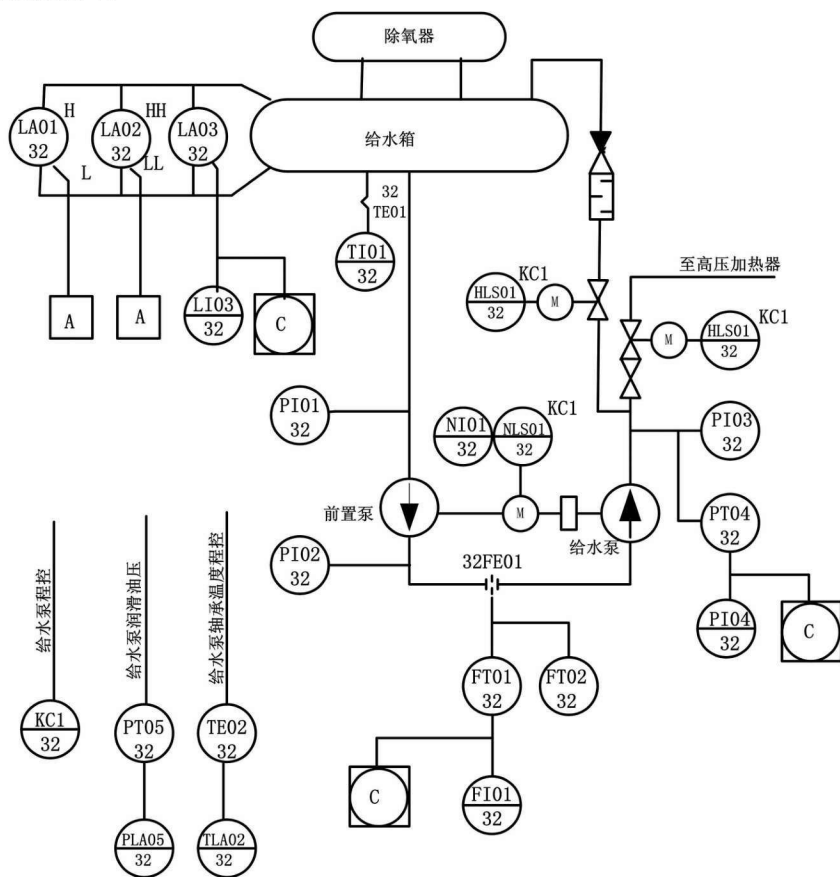 除氧器
H
HH
LA01
32
LA02
32
LA03
32
L
LL
给水箱
32
TE01
TI01
32
A
A
LI03
32
C
KC1
HLS01
32
M
至高压加热器
KC1
M
HLS01
32
PI01
32
KC1
NI01
32
NLS01
32
PI03
32
前置泵
M
给水泵
PT04
32
PI02
32
32FE01
PI04
32
C
给水泵程控
给水泵润滑油压
给水泵轴承温度程控
FT01
32
FT02
32
KC1
32
PT05
32
TE02
32
C
FI01
32
PLA05
32
TLA02
32